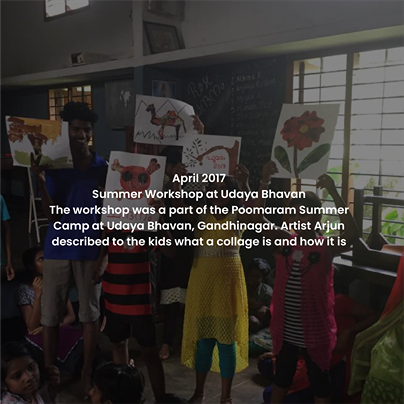 April 2017
Summer Workshop at Udaya Bhavan
The workshop was a part of the Poomaram Summer
Camp at Udaya Bhavan, Gandhinagar. Artist Arjun
described to the kids what a collage is and how it is